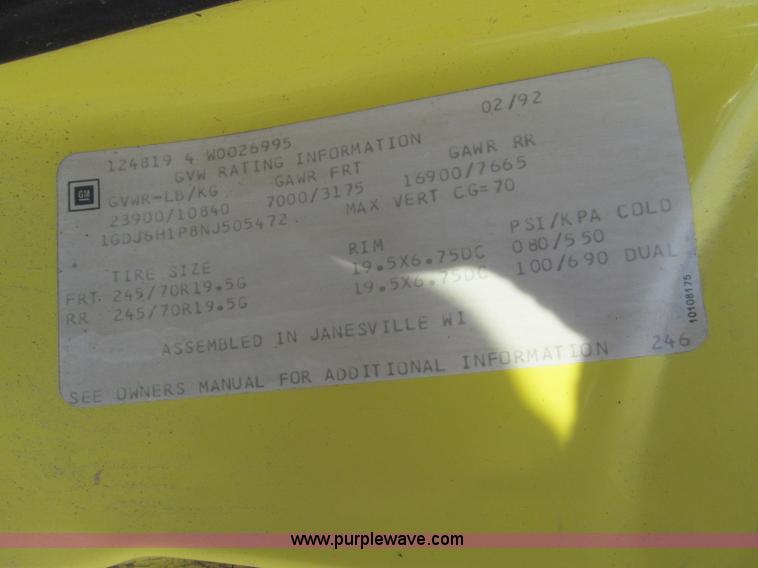 02/92
124819 4 W0026995
GVW RATING INFORMATION
GM
GVWR-LB/KG GAWR FRT GAWR RR
23900/10840 7000/3175 16900/7665
1GDJ6H1P8NJ505472 MAX VERT CG=70
TIRE SIZE RIM PSI/KPA COLD
FRT. 245/70R19.5G 19.5X6.75DC 080/550
RR 245/70R19.5G 19.5X6.75DC 100/690 DUAL
10108175
ASSEMBLED IN JANESVILLE WI
SEE OWNERS MANUAL FOR ADDITIONAL INFORMATION 246
www.purplewave.com